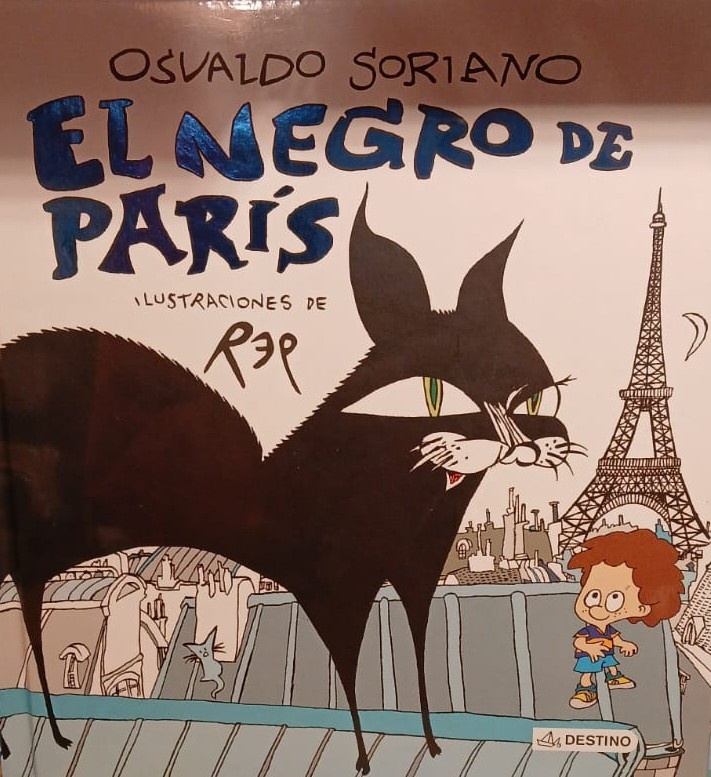 OSVALDO SORIANO
EL NEGRO DE
PARÍS
ILUSTRACIONES DE
REP
DESTINO